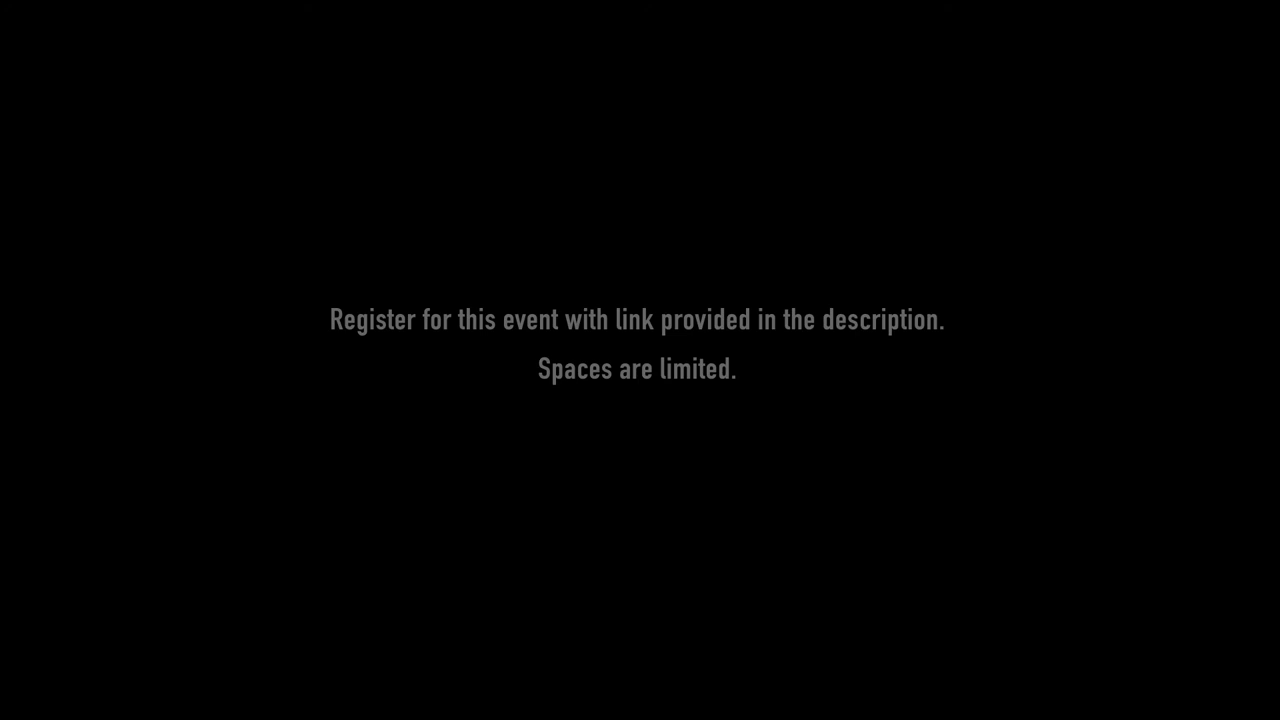 Register for this event with link provided in the description.
Spaces are limited.